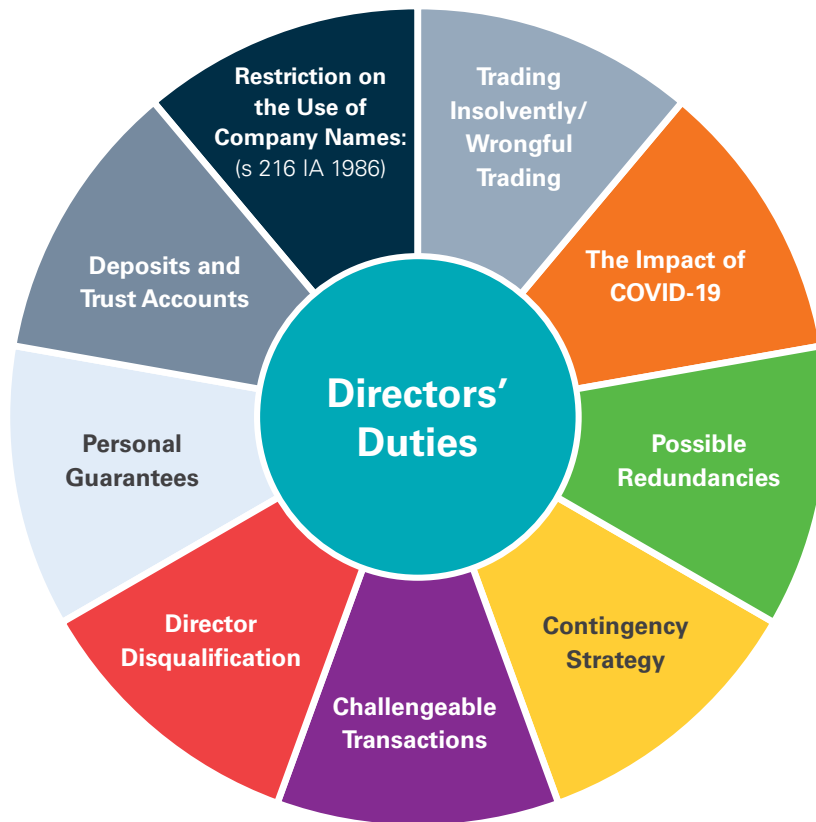 Directors’
Duties
Trading
Insolvently/
Wrongful
Trading
The Impact of
COVID-19
Possible
Redundancies
Contingency
Strategy
Challengeable
Transactions
Director
Disqualification
Personal
Guarantees
Deposits and
Trust Accounts
Restriction on
the Use of
Company Names:
(s 216 IA 1986)